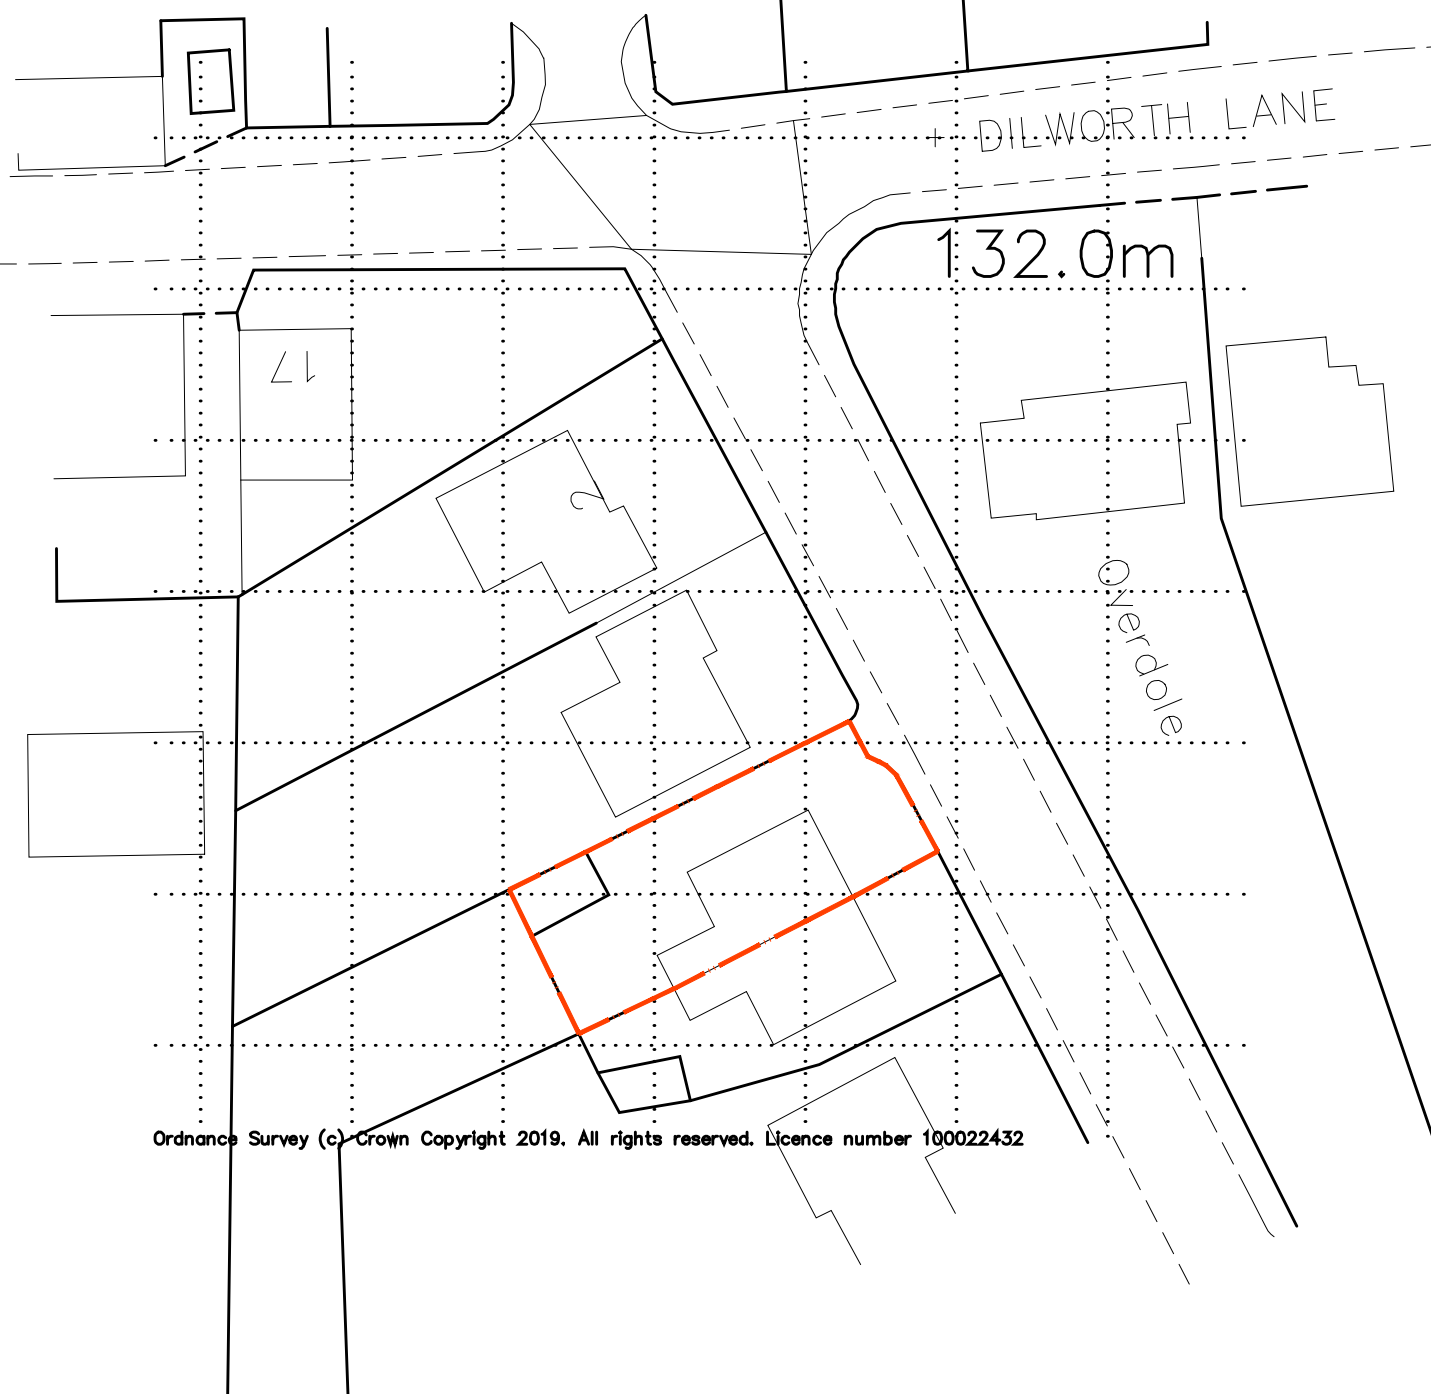 DILWORTH LANE
132.0m
17
2
Overdale
Ordnance Survey (c) Crown Copyright 2019. All rights reserved. Licence number 100022432